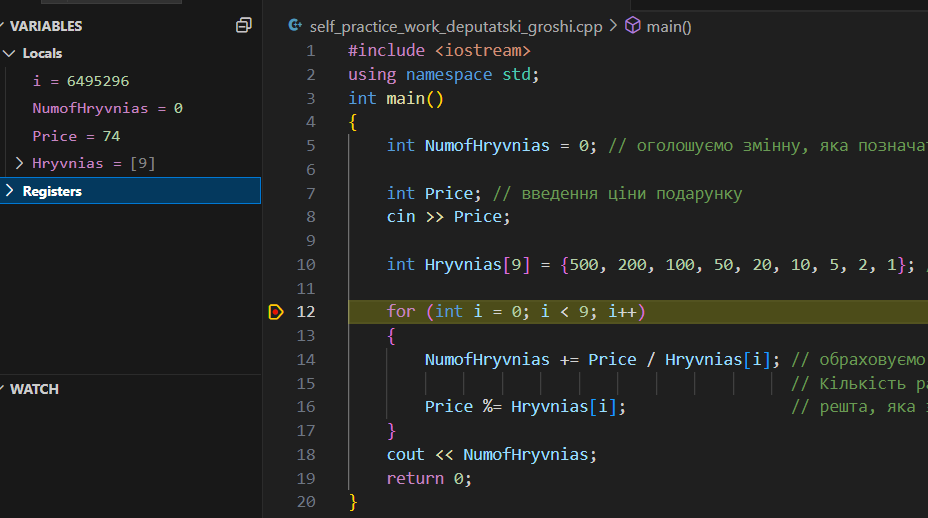 VARIABLES
Locals
i = 6495296
NumofHryvnias = 0
Price = 74
Hryvnias = [9]
Registers
WATCH
self_practice_work_deputatski_groshi.cpp > main()
1 #include <iostream>
2 using namespace std;
3 int main()
4 {
5 int NumofHryvnias = 0; // оголошуємо змінну, яка
6
7 int Price; // введення ціни подарунку
8 cin >> Price;
9
10 int Hryvnias[9] = {500, 200, 100, 50, 20, 10, 5, 2, 1};
11
12 for (int i = 0; i < 9; i++)
13 {
14 NumofHryvnias += Price / Hryvnias[i]; // обраховуємо
15 // Кількість
16 Price %= Hryvnias[i]; // решта, яка
17 }
18 cout << NumofHryvnias;
19 return 0;
20 }